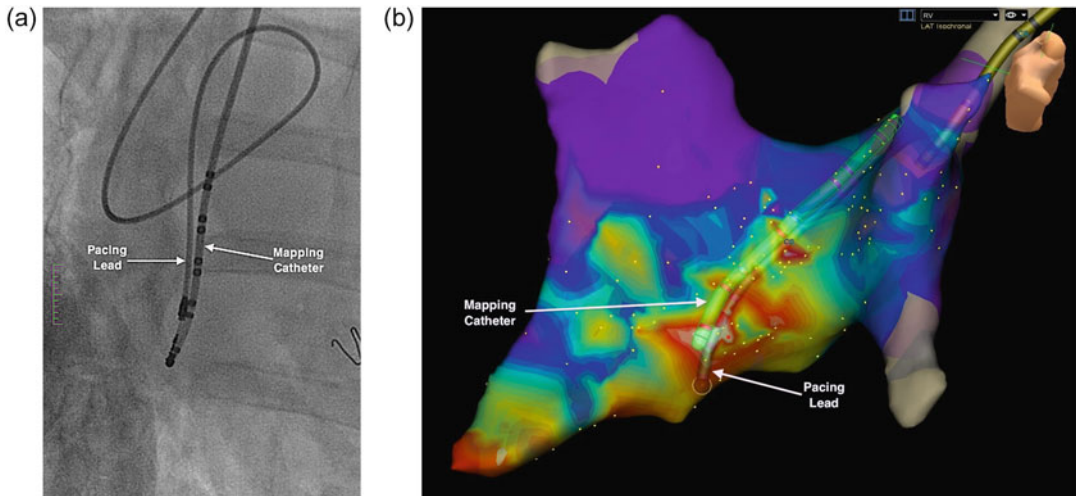 (a)
Pacing
Lead
Mapping
Catheter
(b)
RV
LAT Isochronal
Mapping
Catheter
Pacing
Lead